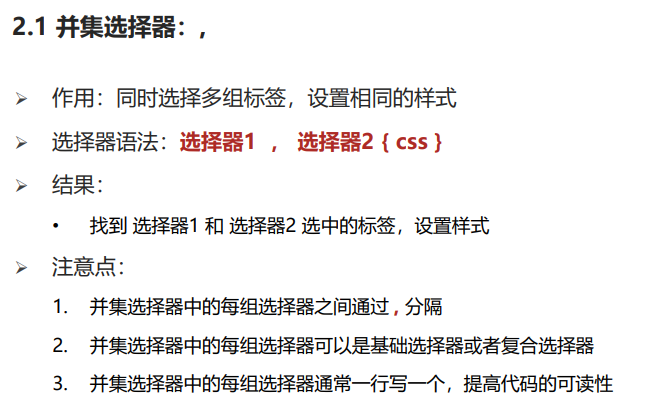 2.1 并集选择器：,
➢ 作用：同时选择多组标签，设置相同的样式
➢ 选择器语法：选择器1 ， 选择器2 { css }
➢ 结果：
• 找到 选择器1 和 选择器2 选中的标签，设置样式
➢ 注意点：
1. 并集选择器中的每组选择器之间通过 , 分隔
2. 并集选择器中的每组选择器可以是基础选择器或者复合选择器
3. 并集选择器中的每组选择器通常一行写一个，提高代码的可读性